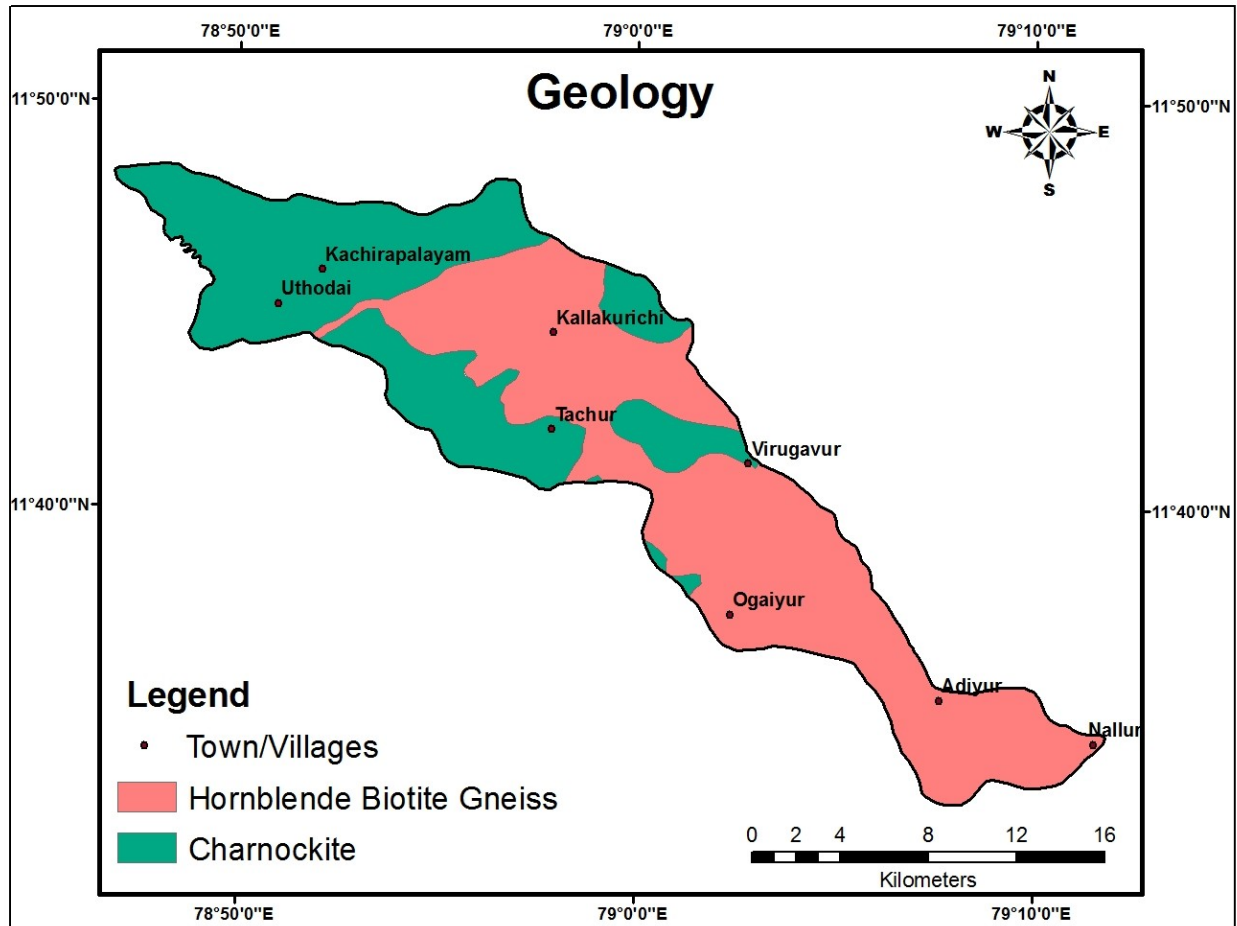 78°50'0"E 79°0'0"E 79°10'0"E
11°50'0"N 11°50'0"N
Geology
N
W E
S
Kachirapalayam
Uthodai
Kallakurichi
Tachur
Virugavur
11°40'0"N 11°40'0"N
Ogaiyur
Adiyur
Nallur
Legend
Town/Villages
Hornblende Biotite Gneiss
Charnockite
0 2 4 8 12 16
Kilometers
78°50'0"E 79°0'0"E 79°10'0"E